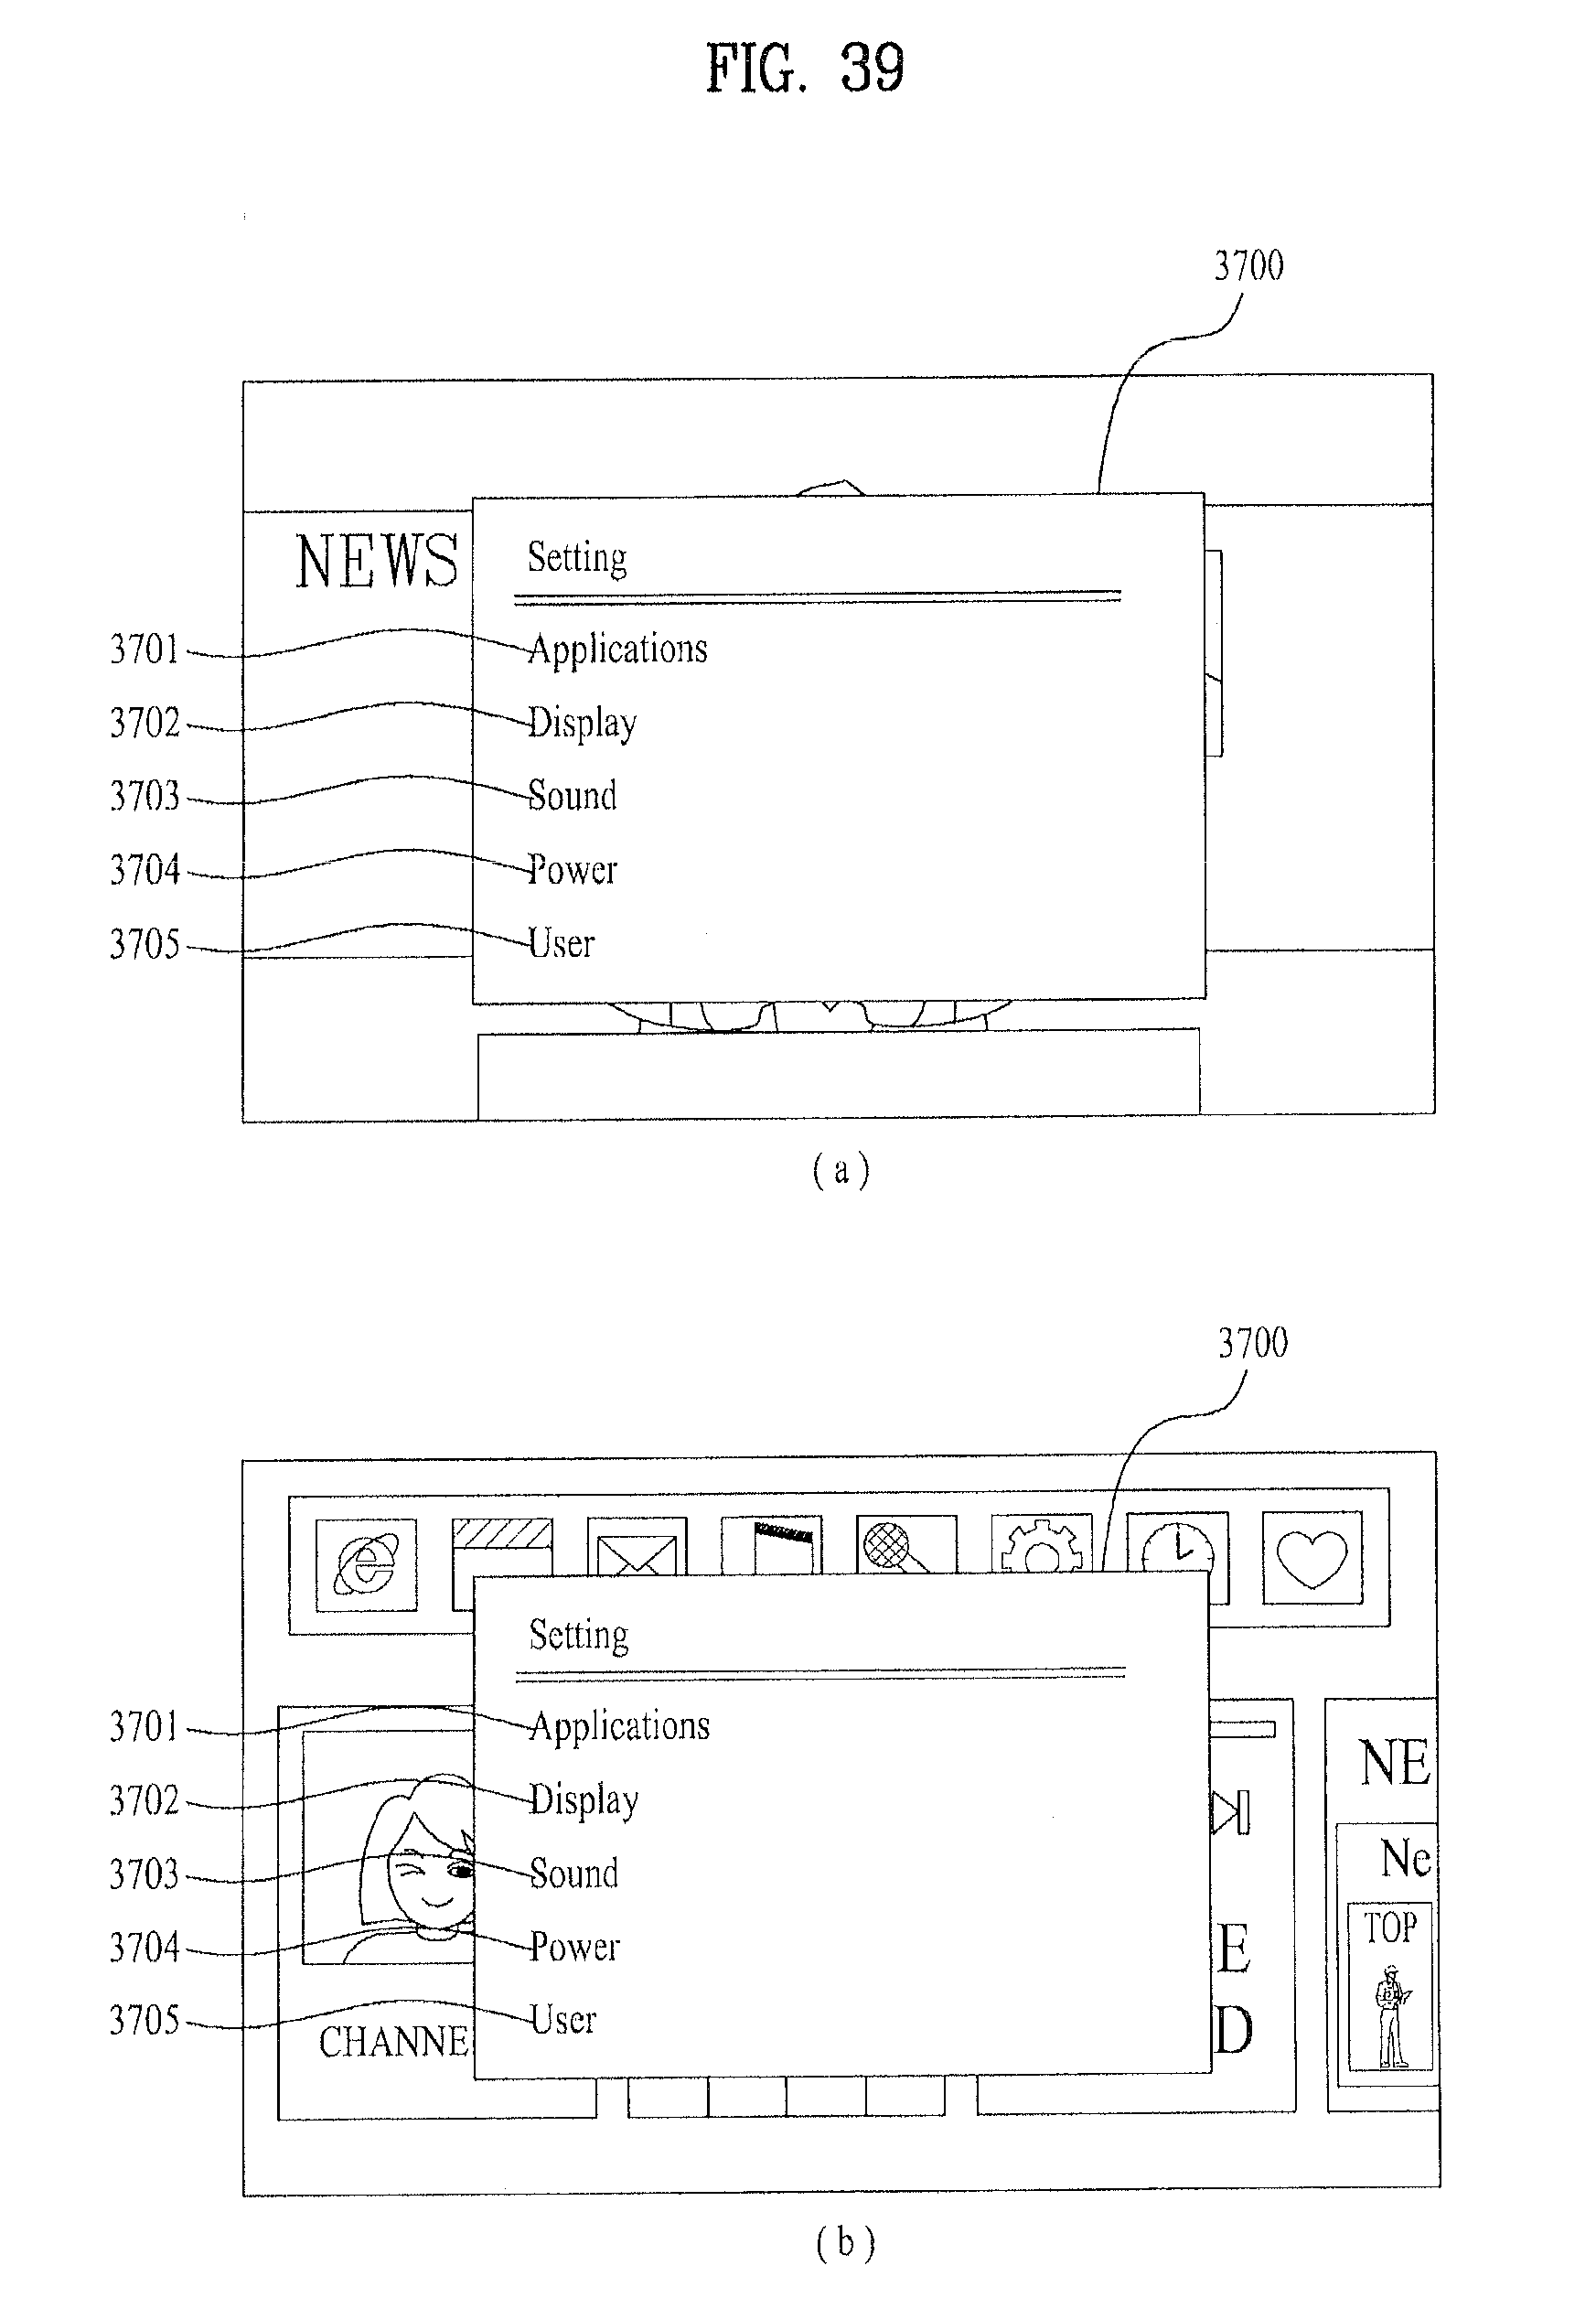 FIG. 39
3700
NEWS
Setting
3701 Applications
3702 Display
3703 Sound
3704 Power
3705 User
(a)
3700
Setting
3701 Applications
NE
3702 Display
Ne
3703 Sound
TOP
3704 Power
E
3705 User
D
CHANNE
(b)